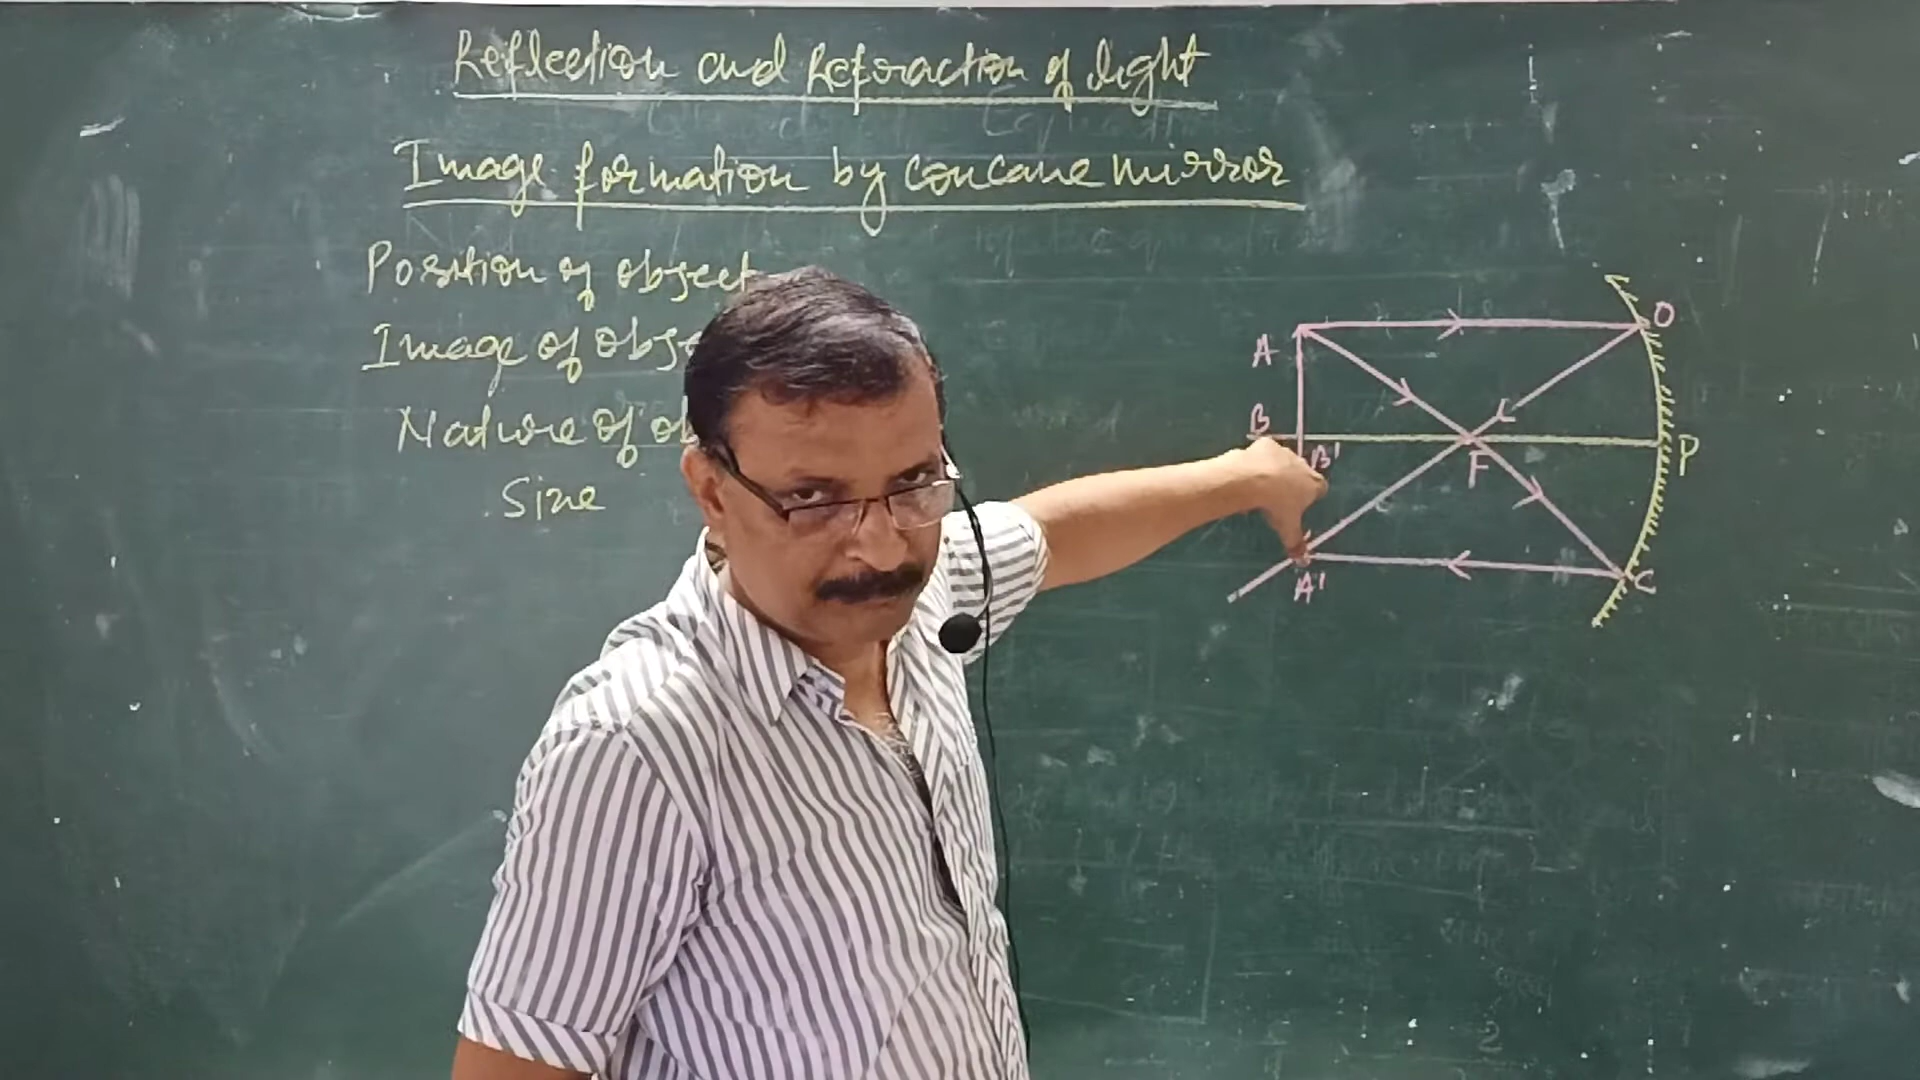 Reflection and Refraction of light
Image formation by concave mirror
Position of object
Image of obje
Nature of ob
Size
A
O
B
B'
F
P
A'
C